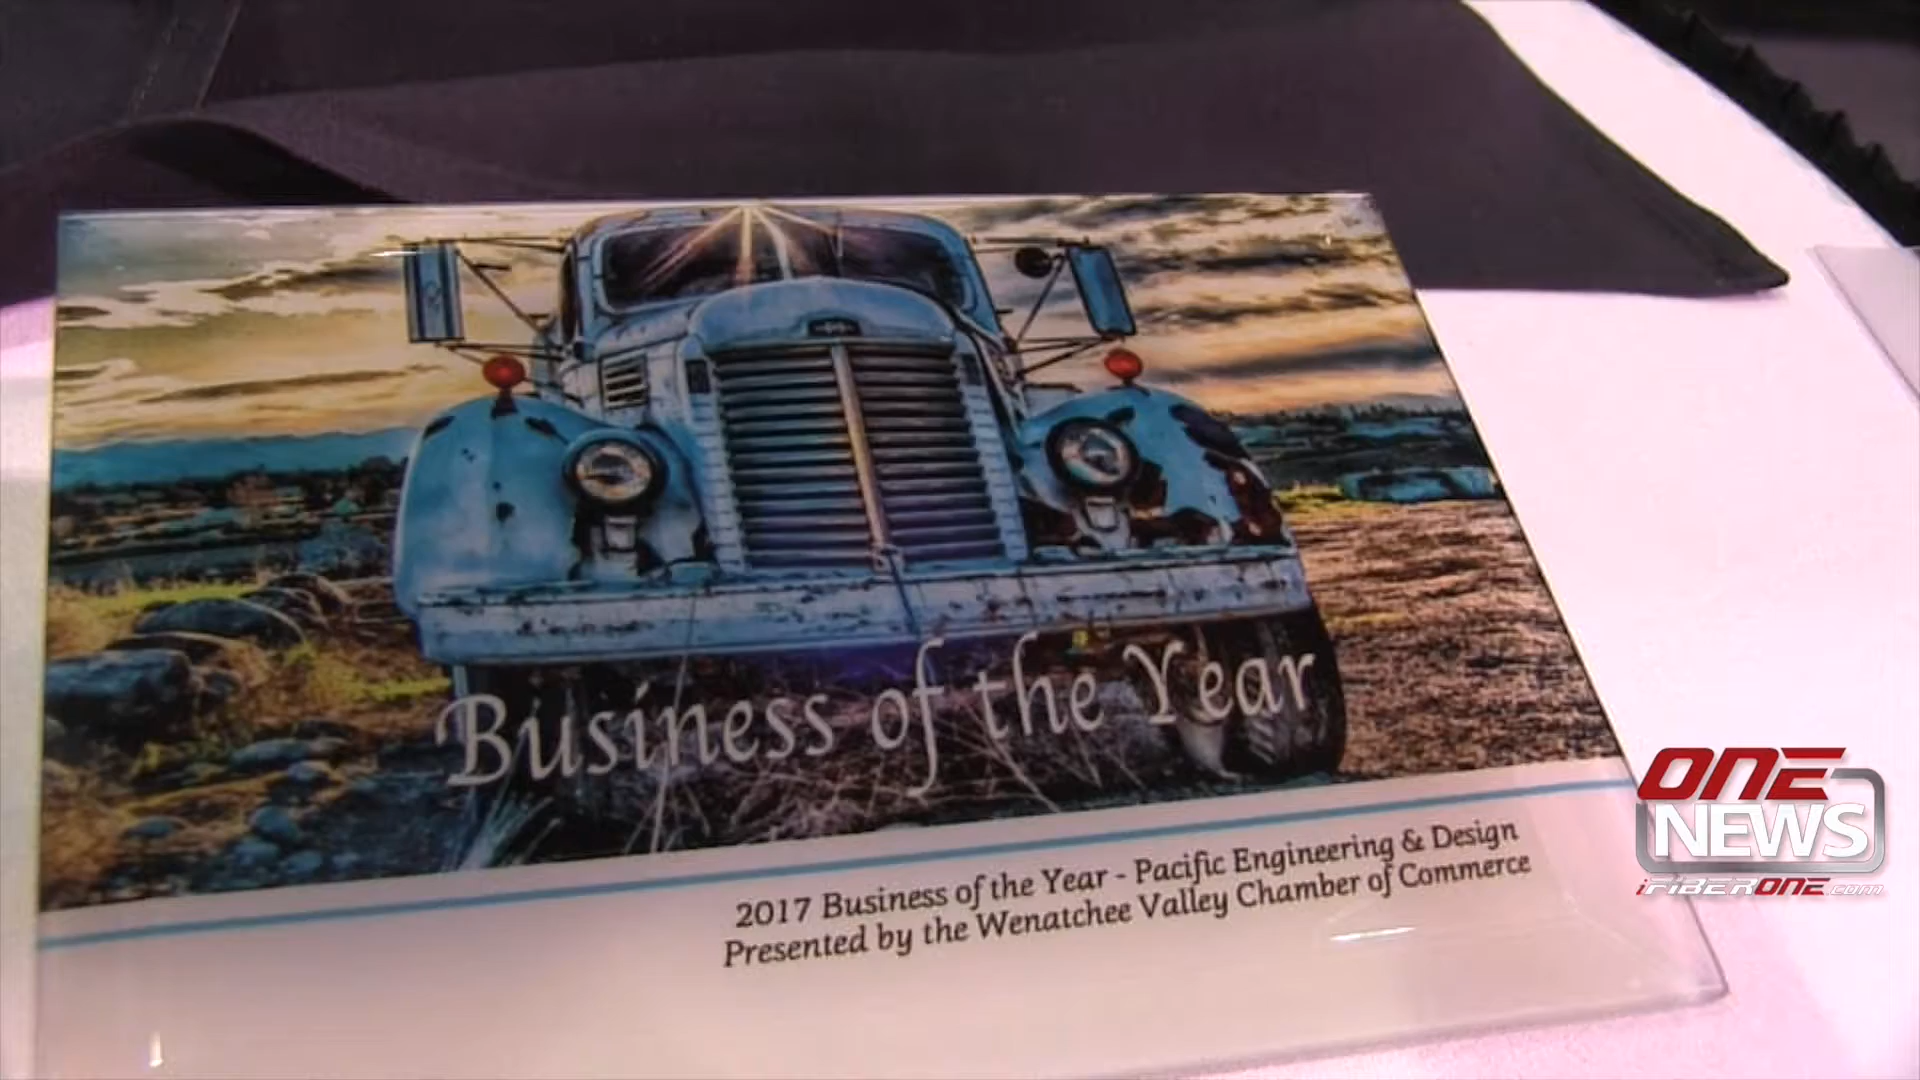 Business of the Year
2017 Business of the Year - Pacific Engineering & Design
Presented by the Wenatchee Valley Chamber of Commerce
ONE
NEWS
iFIBERONE.com